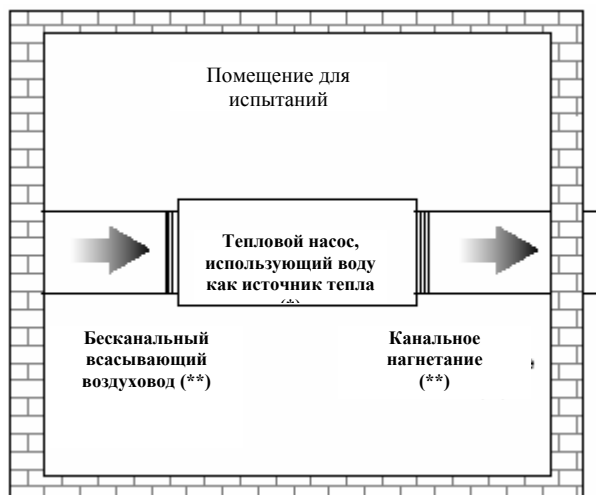 Помещение для
испытаний
Тепловой насос,
использующий воду
как источник тепла
Бесканальный
всасывающий
воздуховод (**)
Канальное
нагнетание
(**)